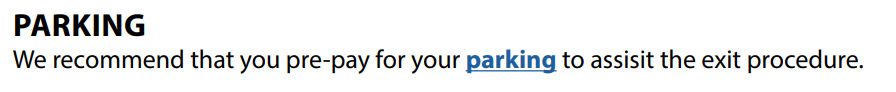 PARKING
We recommend that you pre-pay for your parking to assisit the exit procedure.